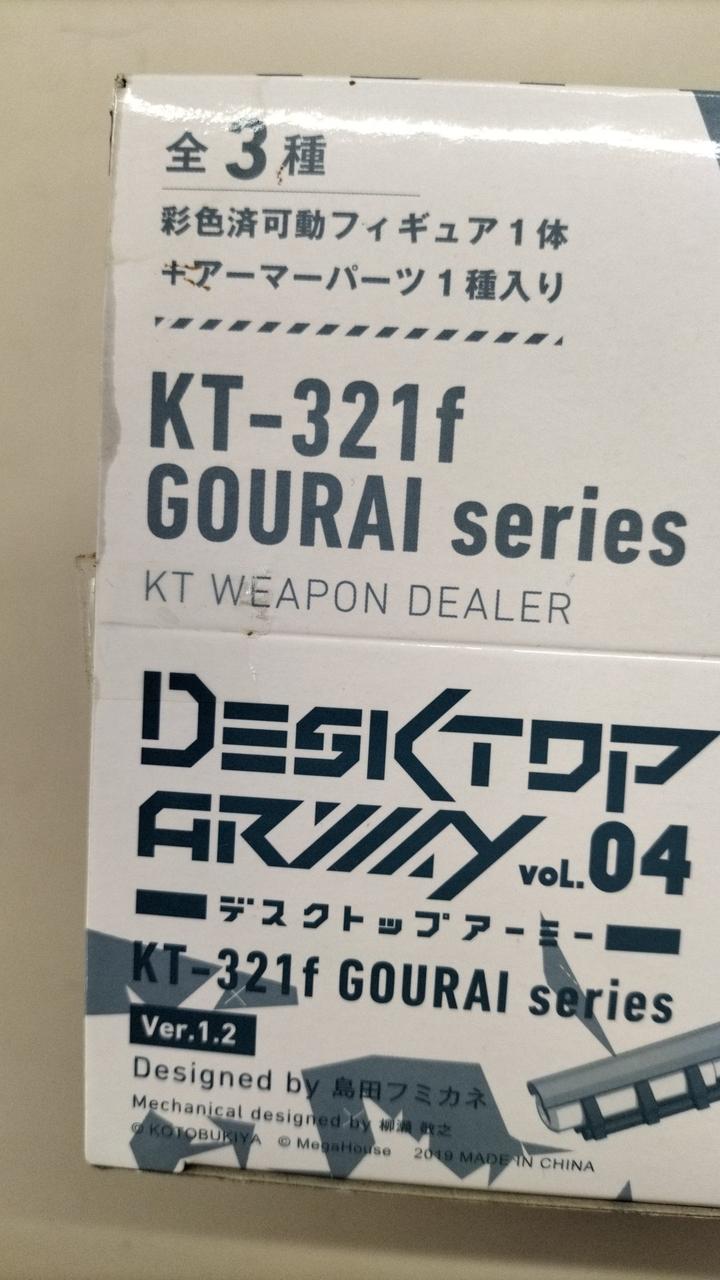 全3種
彩色済可動フィギュア1体
+アーマーパーツ1種入り
KT-321f
GOURAI series
KT WEAPON DEALER
DESKTOP
ARMY VOL.04
デスクトップアーミー
KT-321f GOURAI series
Ver.1.2
Designed by 島田フミカネ
Mechanical designed by 柳瀬 敬之
© KOTOBUKIYA © MegaHouse 2019 MADE IN CHINA